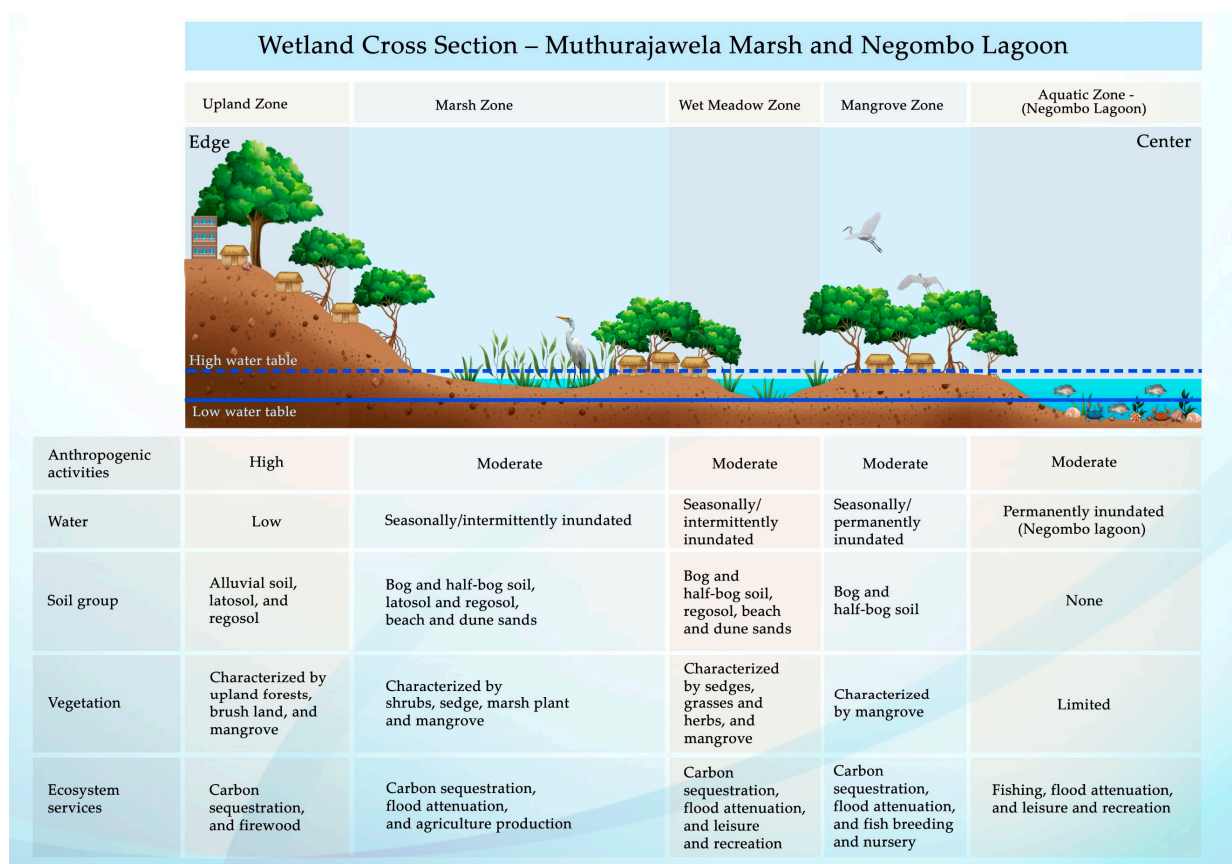 Wetland Cross Section – Muthurajawela Marsh and Negombo Lagoon
Upland Zone
Marsh Zone
Wet Meadow Zone
Mangrove Zone
Aquatic Zone -
(Negombo Lagoon)
Edge
Center
High water table
Low water table
Anthropogenic
activities
High
Moderate
Moderate
Moderate
Moderate
Water
Low
Seasonally/intermittently inundated
Seasonally/
intermittently
inundated
Seasonally/
permanently
inundated
Permanently inundated
(Negombo lagoon)
Soil group
Alluvial soil,
latosol, and
regosol
Bog and half-bog soil,
latosol and regosol,
beach and dune sands
Bog and
half-bog soil,
regosol, beach
and dune sands
Bog and
half-bog soil
None
Vegetation
Characterized by
upland forests,
brush land, and
mangrove
Characterized by
shrubs, sedge, marsh plant
and mangrove
Characterized
by sedges,
grasses and
herbs, and
mangrove
Characterized
by mangrove
Limited
Ecosystem
services
Carbon
sequestration,
and firewood
Carbon sequestration,
flood attenuation,
and agriculture production
Carbon
sequestration,
flood attenuation,
and leisure
and recreation
Carbon
sequestration,
flood attenuation,
and fish breeding
and nursery
Fishing, flood attenuation,
and leisure and recreation